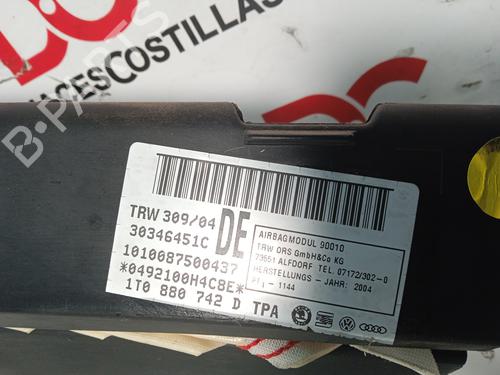 ACESCOSTILLAS
B-PARTS
TRW 309/04
DE
30346451C
1010087500437
*0492100H4C8E*
1T0 880 742 D TPA
AIRBAGMODUL 90010
TRW ORS GmbH&Co KG
73551 ALFDORF TEL. 07172/302-0
HERSTELLUNGS - JAHR: 2004
- 1144